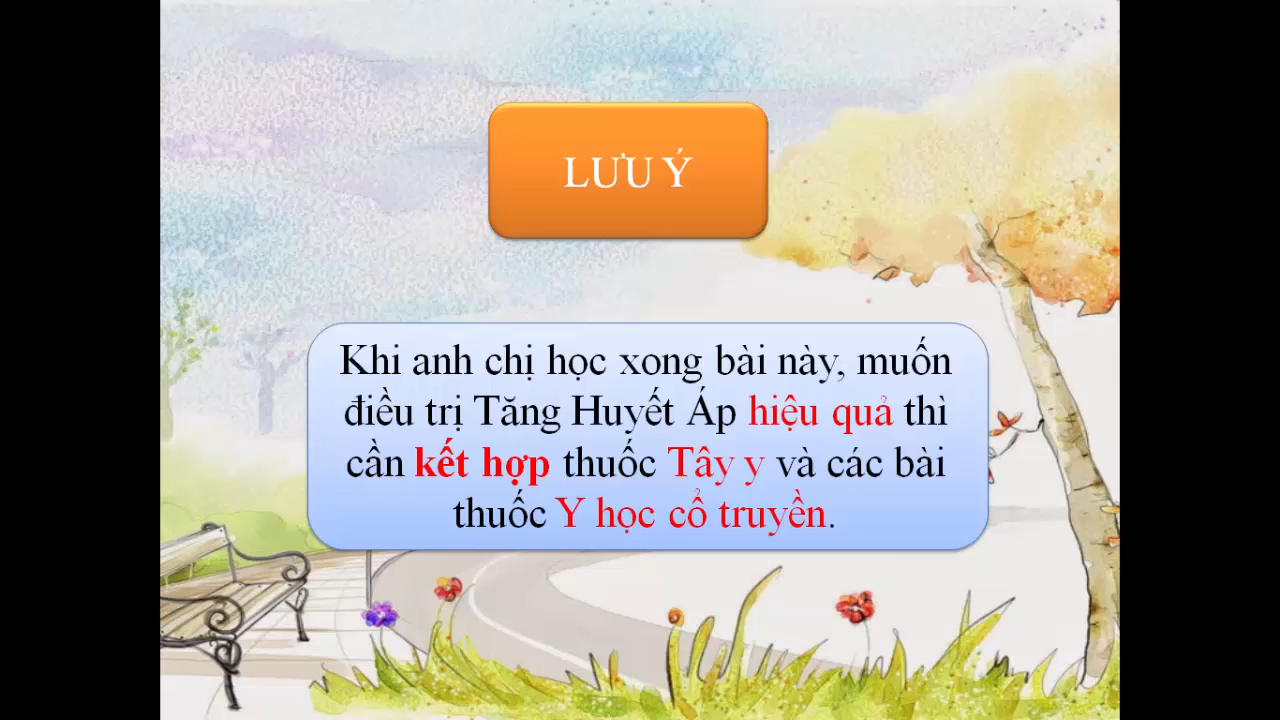 LƯU Ý
Khi anh chị học xong bài này, muốn
điều trị Tăng Huyết Áp hiệu quả thì
cần kết hợp thuốc Tây y và các bài
thuốc Y học cổ truyền.